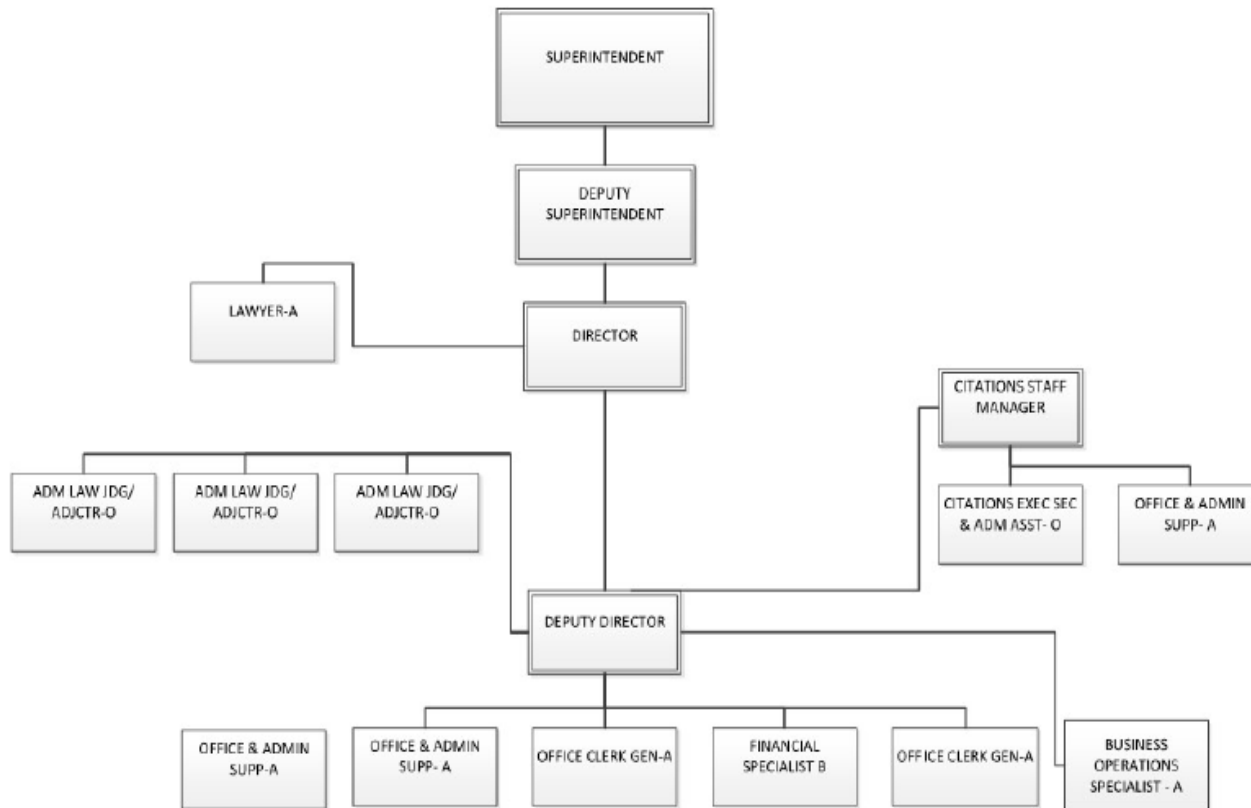 SUPERINTENDENT
DEPUTY
SUPERINTENDENT
LAWYER-A
DIRECTOR
CITATIONS STAFF
MANAGER
ADM LAW JDG/
ADJCTR-O
ADM LAW JDG/
ADJCTR-O
ADM LAW JDG/
ADJCTR-O
CITATIONS EXEC SEC
& ADM ASST- O
OFFICE & ADMIN
SUPP- A
DEPUTY DIRECTOR
OFFICE & ADMIN
SUPP-A
OFFICE & ADMIN
SUPP- A
OFFICE CLERK GEN-A
FINANCIAL
SPECIALIST B
OFFICE CLERK GEN-A
BUSINESS
OPERATIONS
SPECIALIST - A